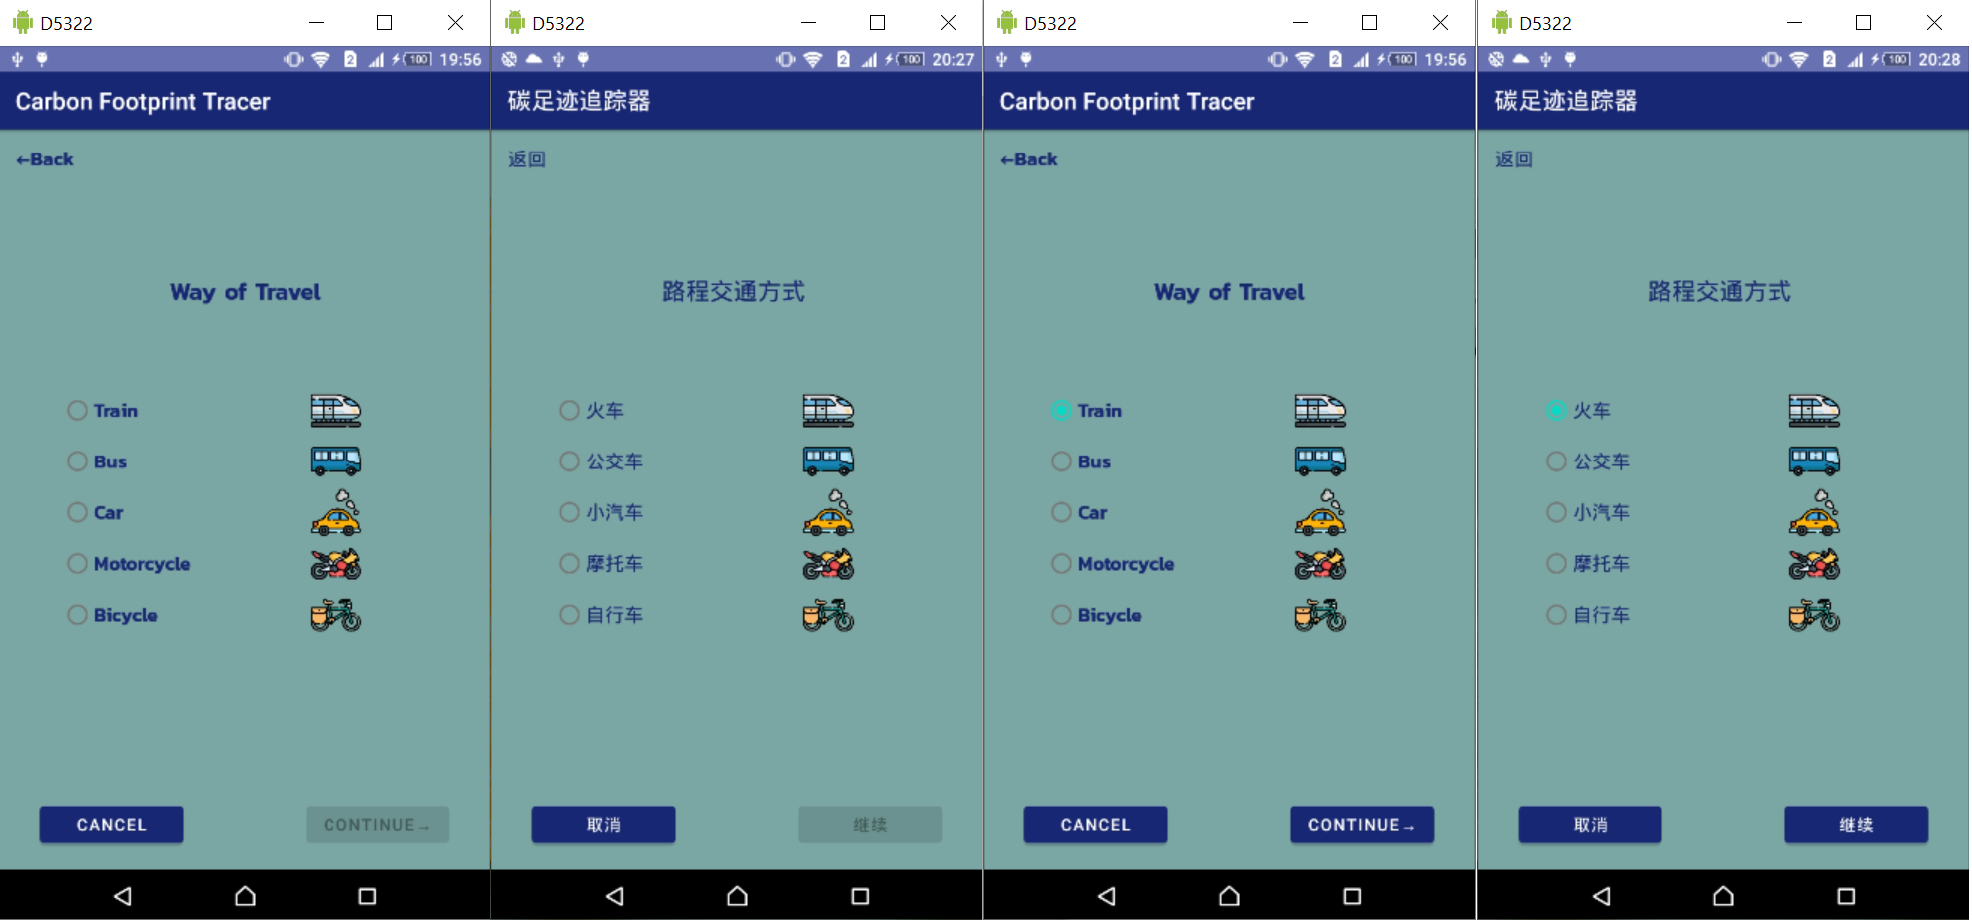 D5322
2 100 19:56
Carbon Footprint Tracer
←Back
Way of Travel
Train
Bus
Car
Motorcycle
Bicycle
CANCEL
CONTINUE→
D5322
2 100 20:27
碳足迹追踪器
返回
路程交通方式
火车
公交车
小汽车
摩托车
自行车
取消
继续
D5322
2 100 19:56
Carbon Footprint Tracer
←Back
Way of Travel
Train
Bus
Car
Motorcycle
Bicycle
CANCEL
CONTINUE→
D5322
2 100 20:28
碳足迹追踪器
返回
路程交通方式
火车
公交车
小汽车
摩托车
自行车
取消
继续